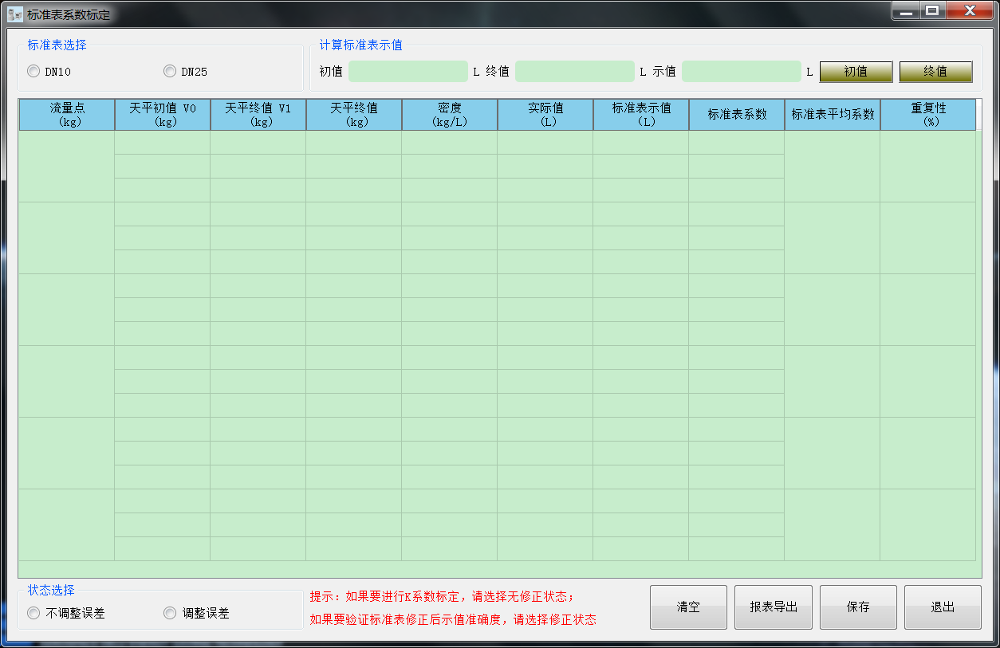 标准表系数标定
标准表选择
DN10 DN25
计算标准表示值
初值 L 终值 L 示值 L 初值 终值
流量点
(kg)
天平初值 V0
(kg)
天平终值 V1
(kg)
天平终值
(kg)
密度
(kg/L)
实际值
(L)
标准表示值
(L)
标准表系数
标准表平均系数
重复性
(%)
状态选择
不调整误差 调整误差
提示：如果要进行K系数标定，请选择无修正状态；
如果要验证标准表修正后示值准确度，请选择修正状态
清空 报表导出 保存 退出